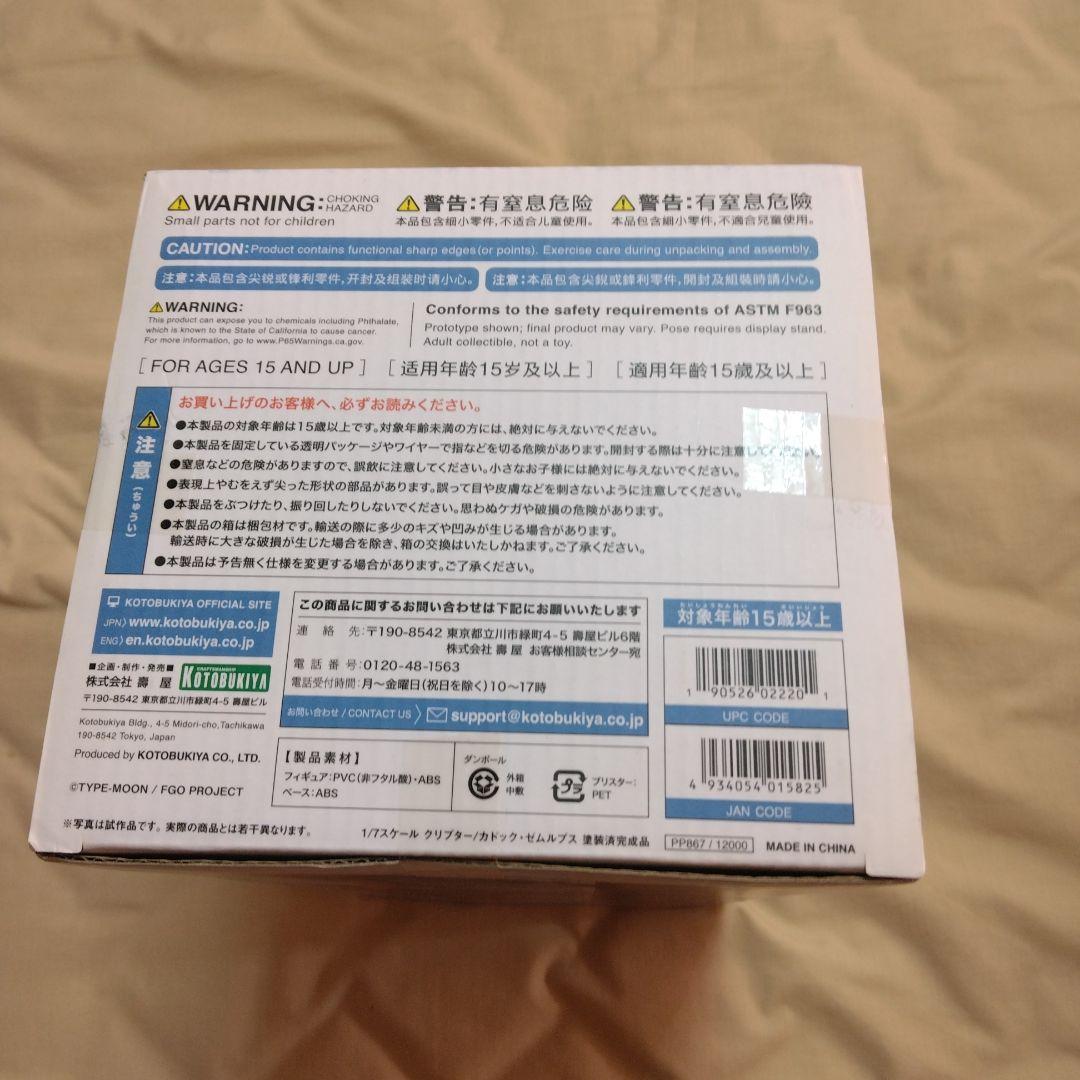 ⚠WARNING: CHOKING HAZARD
Small parts not for children
⚠警告:有窒息危险
本品包含细小零件,不适合儿童使用。
⚠警告:有窒息危險
本品包含細小零件,不適合兒童使用。
CAUTION:Product contains functional sharp edges(or points). Exercise care during unpacking and assembly.
注意:本品包含尖锐或锋利零件,开封及组装时请小心。
注意:本品包含尖銳或鋒利零件,開封及組裝時請小心。
⚠WARNING:
This product can expose you to chemicals including Phthalate,
which is known to the State of California to cause cancer.
For more information, go to www.P65Warnings.ca.gov.
Conforms to the safety requirements of ASTM F963
Prototype shown; final product may vary. Pose requires display stand.
Adult collectible, not a toy.
[FOR AGES 15 AND UP]
[适用年龄15岁及以上]
[適用年齡15歲及以上]
注意(ちゅうい)
お買い上げのお客様へ、必ずお読みください。
●本製品の対象年齢は15歳以上です。対象年齢未満の方には、絶対に与えないでください。
●本製品を固定している透明パッケージやワイヤーで指などを切る危険があります。開封する際は十分に注意してください。
●窒息などの危険がありますので、誤飲に注意してください。小さなお子様には絶対に与えないでください。
●表現上やむをえず尖った形状の部品があります。誤って目や皮膚などを刺さないように注意してください。
●本製品をぶつけたり、振り回したりしないでください。思わぬケガや破損の危険があります。
●本製品の箱は梱包材です。輸送の際に多少のキズや凹みが生じる場合があります。
輸送時に大きな破損が生じた場合を除き、箱の交換はいたしかねます。ご了承ください。
●本製品は予告無く仕様を変更する場合があります。ご了承ください。
KOTOBUKIYA OFFICIAL SITE
JPN〉www.kotobukiya.co.jp
ENG〉en.kotobukiya.co.jp
■企画・制作・発売■
株式会社 壽屋
CRAFTSMANSHIP
KOTOBUKIYA
〒190-8542 東京都立川市緑町4-5 壽屋ビル
Kotobukiya Bldg., 4-5 Midori-cho,Tachikawa
190-8542 Tokyo, Japan
Produced by KOTOBUKIYA CO., LTD.
©TYPE-MOON / FGO PROJECT
この商品に関するお問い合わせは下記にお願いいたします
連絡先:〒190-8542 東京都立川市緑町4-5 壽屋ビル6階
株式会社 壽屋 お客様相談センター宛
電話番号:0120-48-1563
電話受付時間:月～金曜日(祝日を除く)10～17時
お問い合わせ / CONTACT US 〉support@kotobukiya.co.jp
【製品素材】
フィギュア:PVC(非フタル酸)・ABS
ベース:ABS
ダンボール
外箱
中敷
プラ
ブリスター:
PET
たいしょうねんれい さいいじょう
対象年齢15歳以上
1 90526 02220 1
UPC CODE
4 934054 015825
JAN CODE
※写真は試作品です。実際の商品とは若干異なります。
1/7スケール クリプター/カドック・ゼムルプス 塗装済完成品
PP867 / 12000
MADE IN CHINA